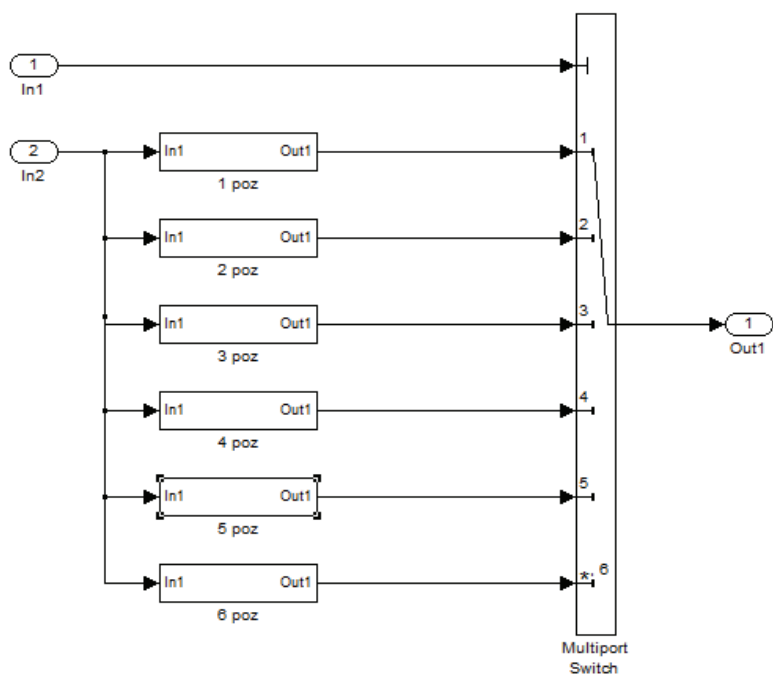 1
In1
1
2
In1 Out1
In2
1 poz
2
In1 Out1
2 poz
3
In1 Out1
1
3 poz
Out1
4
In1 Out1
4 poz
5
In1 Out1
5 poz
*, 6
In1 Out1
6 poz
Multiport
Switch